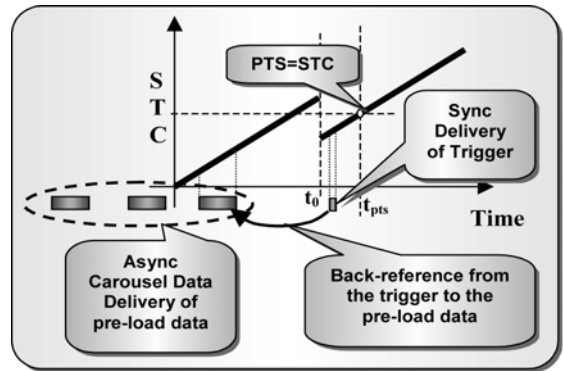 S
T
C
PTS=STC
Sync
Delivery
of Trigger
t0
tpts
Time
Async
Carousel Data
Delivery of
pre-load data
Back-reference from
the trigger to the
pre-load data